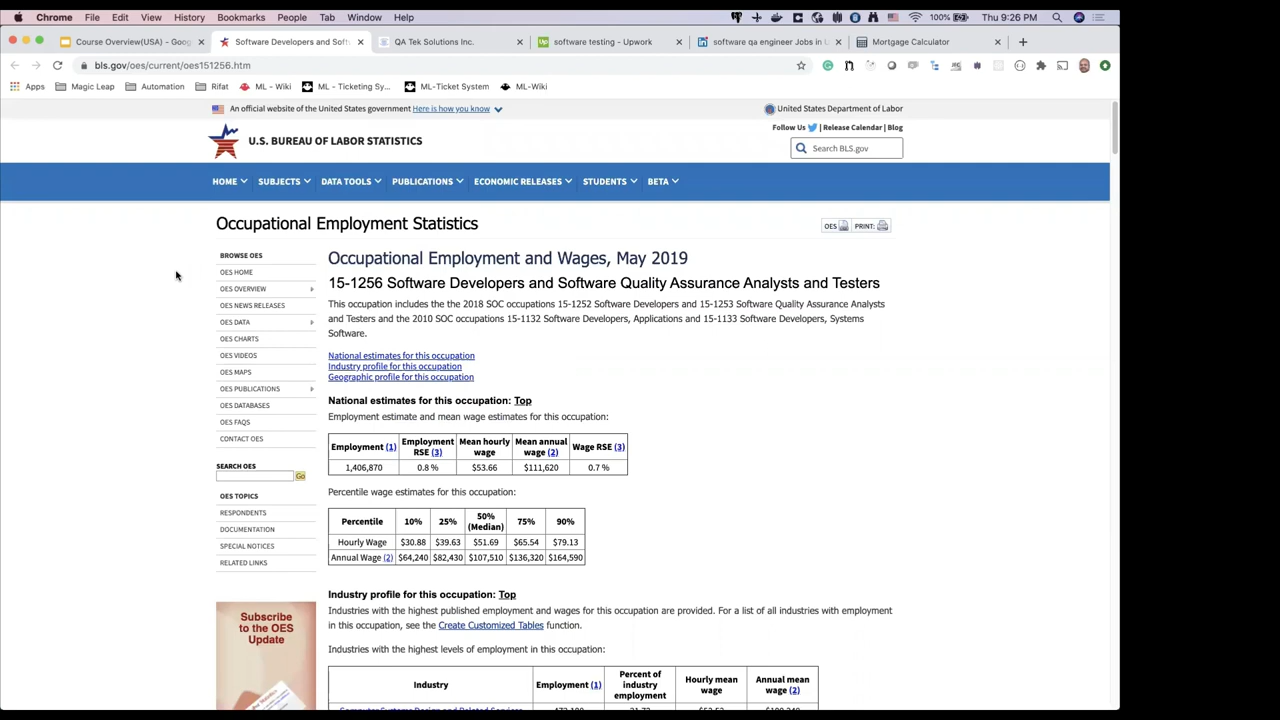 Chrome File Edit View History Bookmarks People Tab Window Help 100% Thu 9:26 PM
Course Overview(USA) - Goog Software Developers and Soft QA Tek Solutions Inc. software testing - Upwork software qa engineer Jobs in Mortgage Calculator
bls.gov/oes/current/oes151256.htm
Apps Magic Leap Automation Rifat ML - Wiki ML - Ticketing Sy... ML-Ticket System ML-Wiki
An official website of the United States government Here is how you know United States Department of Labor
Follow Us | Release Calendar | Blog
U.S. BUREAU OF LABOR STATISTICS
Search BLS.gov
HOME SUBJECTS DATA TOOLS PUBLICATIONS ECONOMIC RELEASES STUDENTS BETA
Occupational Employment Statistics
OES PRINT:
BROWSE OES
OES HOME
OES OVERVIEW
OES NEWS RELEASES
OES DATA
OES CHARTS
OES VIDEOS
OES MAPS
OES PUBLICATIONS
OES DATABASES
OES FAQS
CONTACT OES
SEARCH OES
Go
OES TOPICS
RESPONDENTS
DOCUMENTATION
SPECIAL NOTICES
RELATED LINKS
Subscribe
to the OES
Update
Occupational Employment and Wages, May 2019
15-1256 Software Developers and Software Quality Assurance Analysts and Testers
This occupation includes the the 2018 SOC occupations 15-1252 Software Developers and 15-1253 Software Quality Assurance Analysts
and Testers and the 2010 SOC occupations 15-1132 Software Developers, Applications and 15-1133 Software Developers, Systems
Software.
National estimates for this occupation
Industry profile for this occupation
Geographic profile for this occupation
National estimates for this occupation: Top
Employment estimate and mean wage estimates for this occupation:
Employment (1) Employment RSE (3) Mean hourly wage Mean annual wage (2) Wage RSE (3)
1,406,870 0.8 % $53.66 $111,620 0.7 %
Percentile wage estimates for this occupation:
Percentile 10% 25% 50% (Median) 75% 90%
Hourly Wage $30.88 $39.63 $51.69 $65.54 $79.13
Annual Wage (2) $64,240 $82,430 $107,510 $136,320 $164,590
Industry profile for this occupation: Top
Industries with the highest published employment and wages for this occupation are provided. For a list of all industries with employment
in this occupation, see the Create Customized Tables function.
Industries with the highest levels of employment in this occupation:
Industry Employment (1) Percent of industry employment Hourly mean wage Annual mean wage (2)